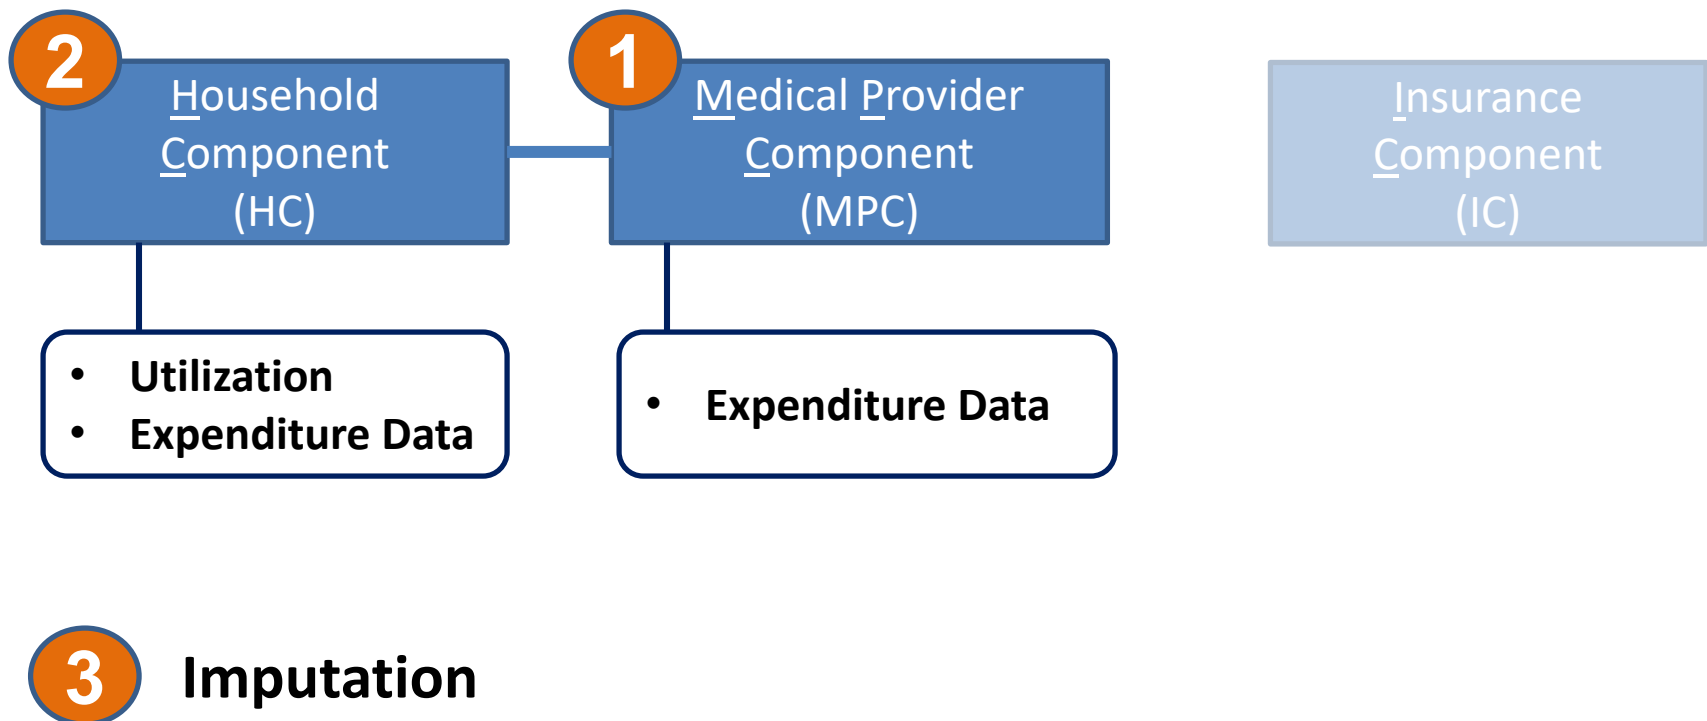 2
Household
Component
(HC)
1
Medical Provider
Component
(MPC)
Insurance
Component
(IC)
• Utilization
• Expenditure Data
• Expenditure Data
3 Imputation